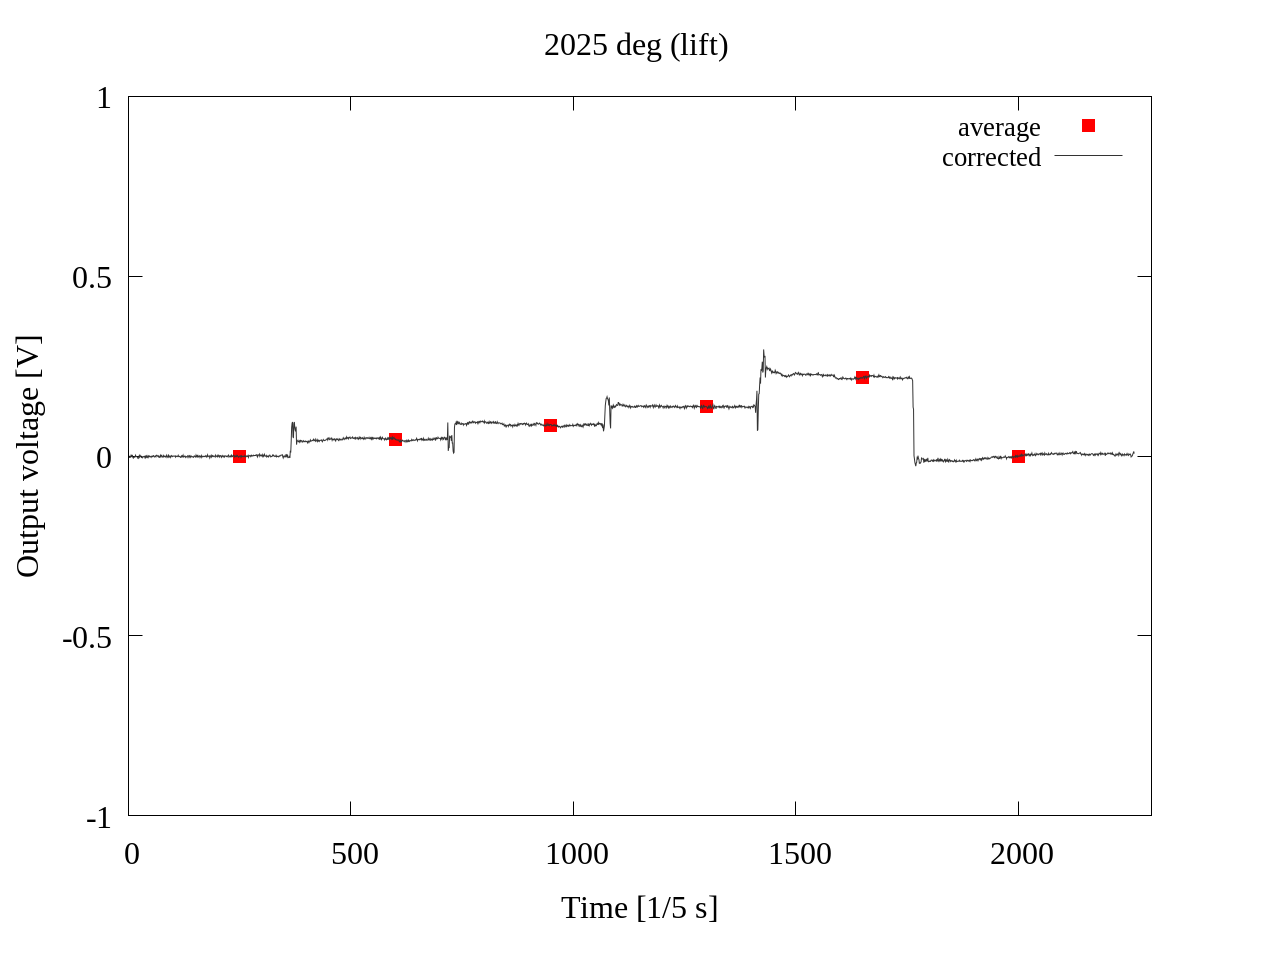 2025 deg (lift)
average
corrected
1
0.5
0
-0.5
-1
Output voltage [V]
0 500 1000 1500 2000
Time [1/5 s]